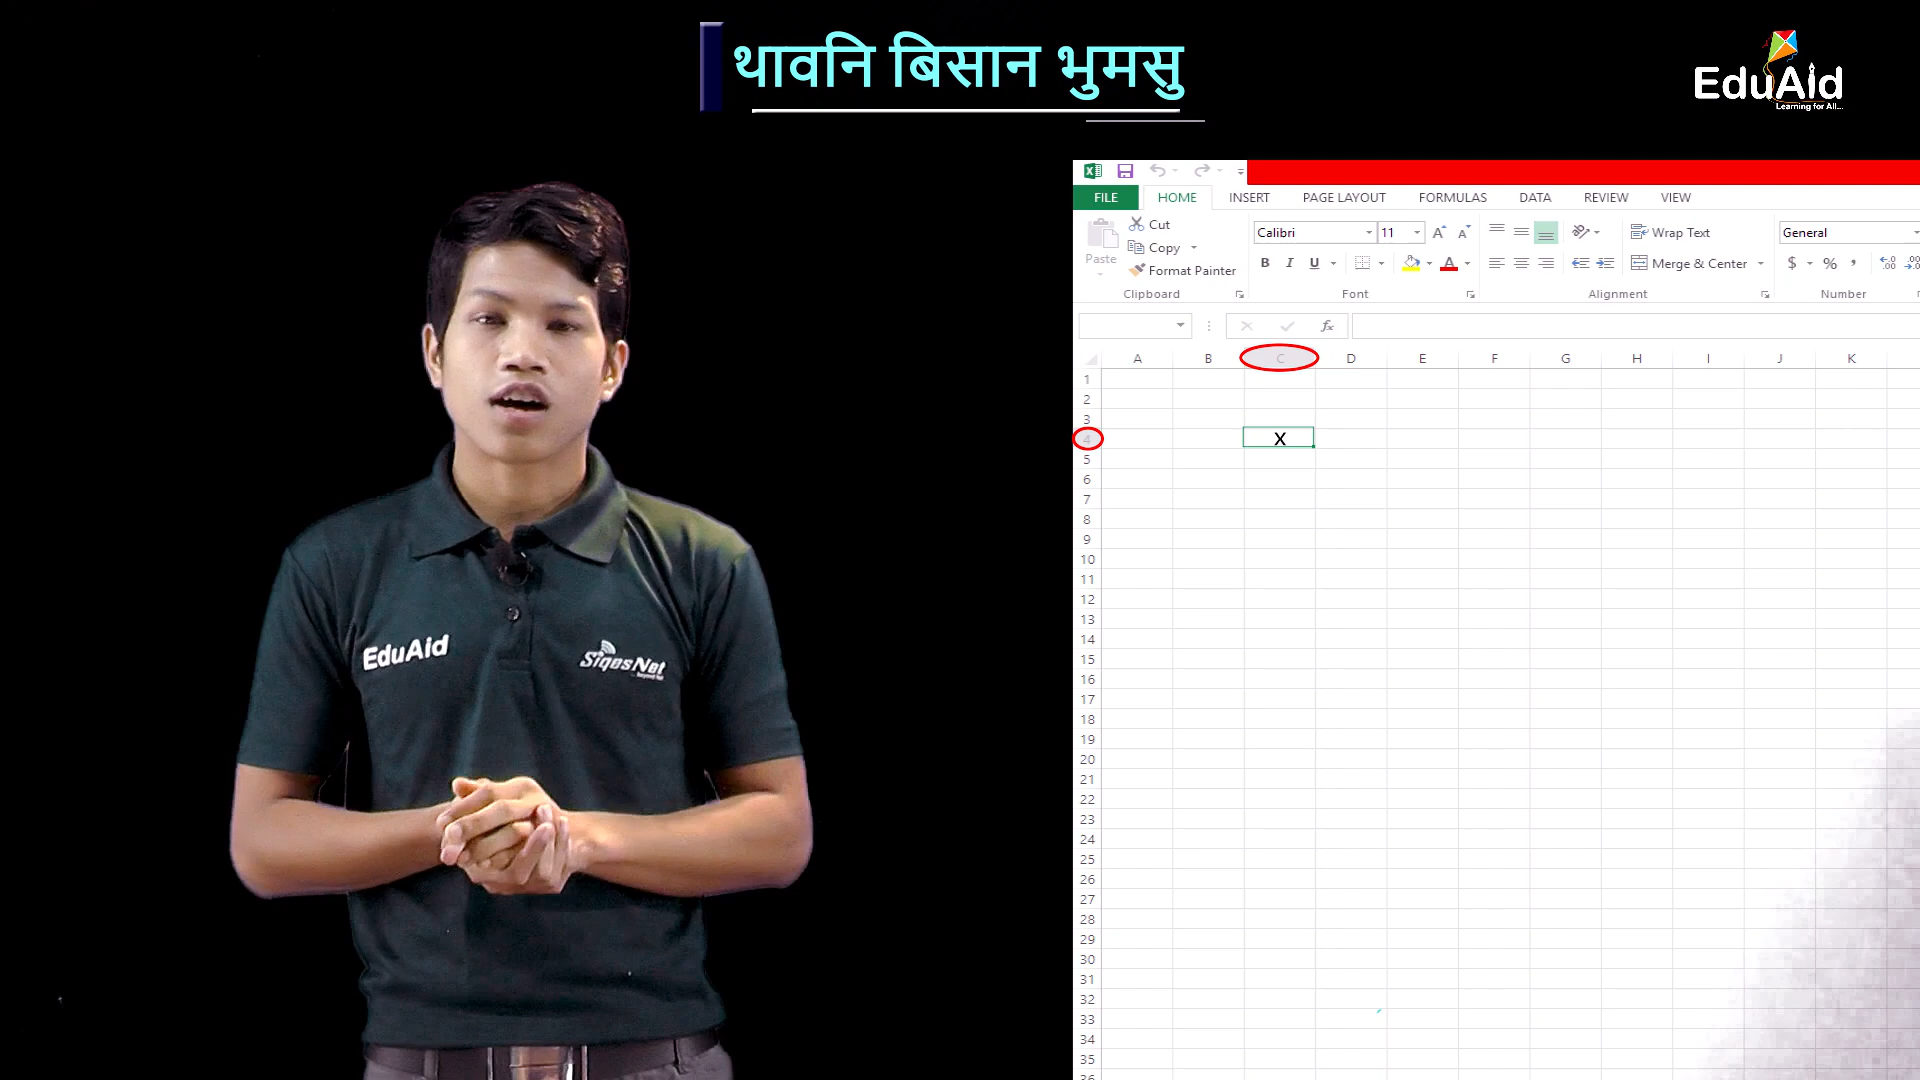 थावनि बिसान भुमसु
EduAid
Learning for All...
FILE HOME INSERT PAGE LAYOUT FORMULAS DATA REVIEW VIEW
Cut
Copy
Paste
Format Painter
Clipboard
Calibri 11
B I U
Font
Wrap Text
Merge & Center
Alignment
General
$ % ,
Number
fx
A B C D E F G H I J K
1
2
3
4 X
5
6
7
8
9
10
11
12
13
14
15
16
17
18
19
20
21
22
23
24
25
26
27
28
29
30
31
32
33
34
35
36
EduAid
SiqesNet